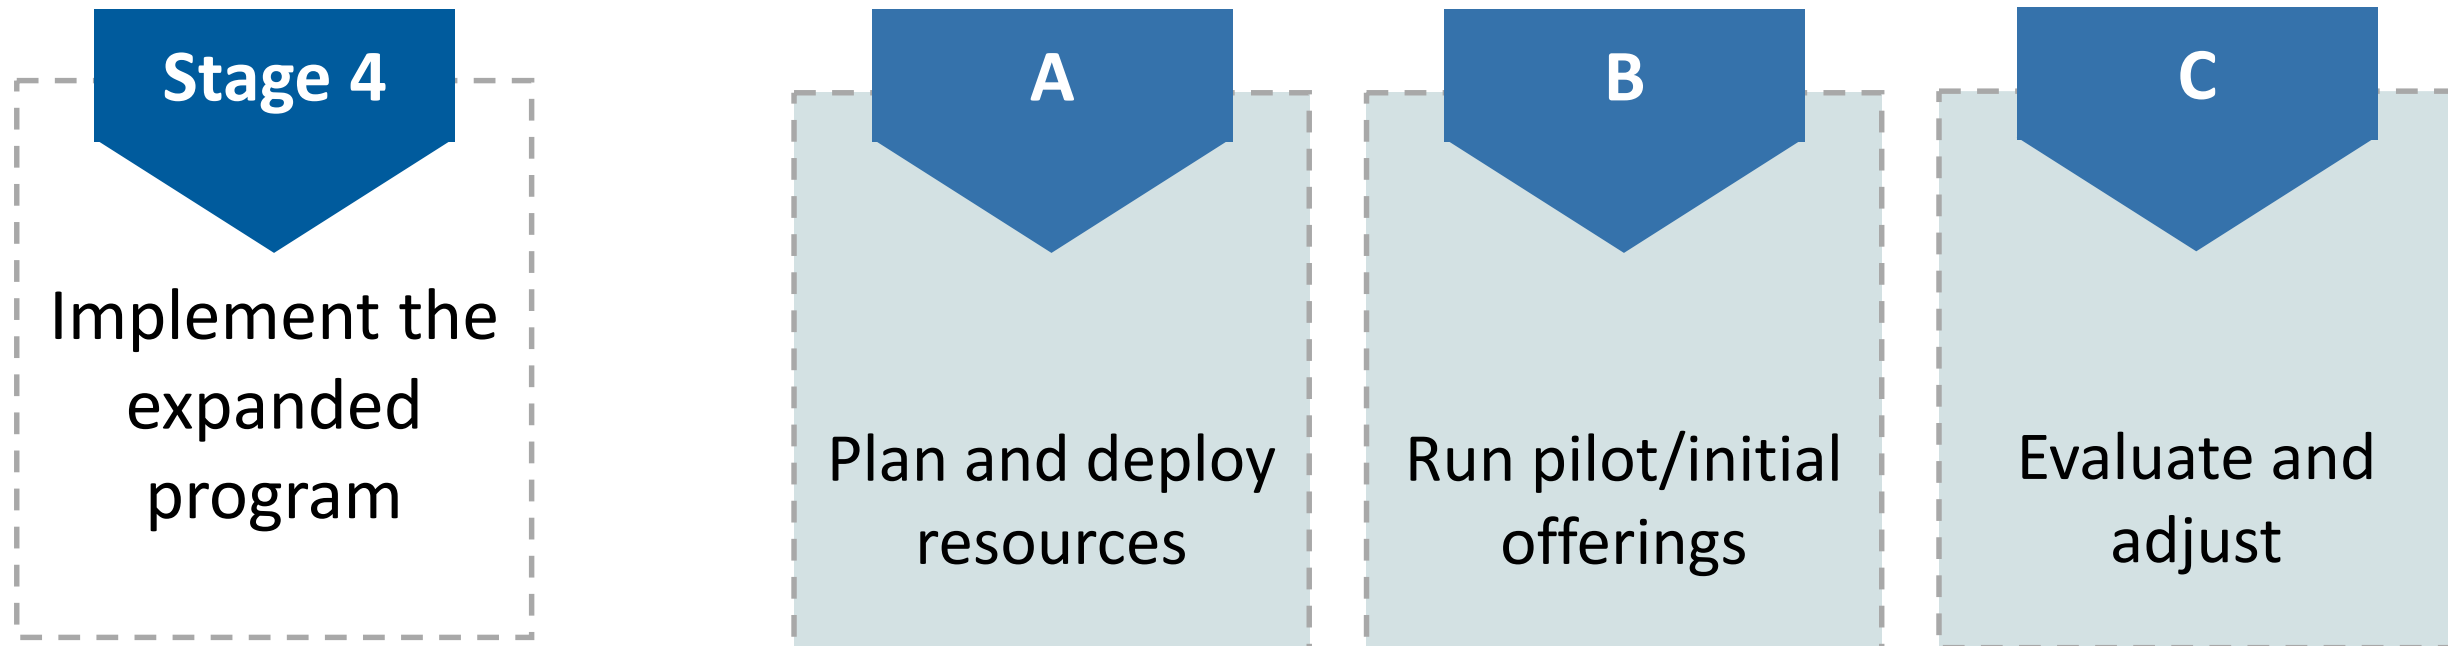 Stage 4
Implement the
expanded
program
A
Plan and deploy
resources
B
Run pilot/initial
offerings
C
Evaluate and
adjust